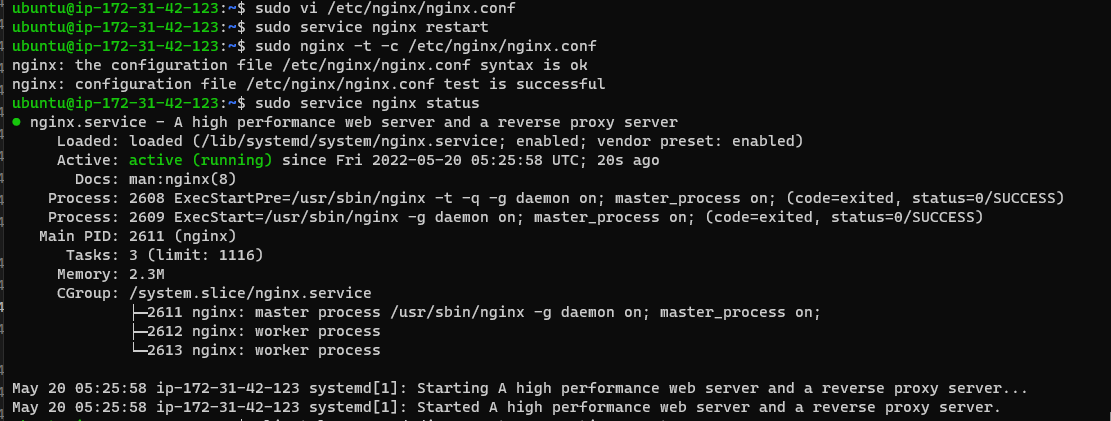 ubuntu@ip-172-31-42-123:~$ sudo vi /etc/nginx/nginx.conf
ubuntu@ip-172-31-42-123:~$ sudo service nginx restart
ubuntu@ip-172-31-42-123:~$ sudo nginx -t -c /etc/nginx/nginx.conf
nginx: the configuration file /etc/nginx/nginx.conf syntax is ok
nginx: configuration file /etc/nginx/nginx.conf test is successful
ubuntu@ip-172-31-42-123:~$ sudo service nginx status
● nginx.service - A high performance web server and a reverse proxy server
     Loaded: loaded (/lib/systemd/system/nginx.service; enabled; vendor preset: enabled)
     Active: active (running) since Fri 2022-05-20 05:25:58 UTC; 20s ago
       Docs: man:nginx(8)
    Process: 2608 ExecStartPre=/usr/sbin/nginx -t -q -g daemon on; master_process on; (code=exited, status=0/SUCCESS)
    Process: 2609 ExecStart=/usr/sbin/nginx -g daemon on; master_process on; (code=exited, status=0/SUCCESS)
   Main PID: 2611 (nginx)
      Tasks: 3 (limit: 1116)
     Memory: 2.3M
     CGroup: /system.slice/nginx.service
             ├─2611 nginx: master process /usr/sbin/nginx -g daemon on; master_process on;
             ├─2612 nginx: worker process
             └─2613 nginx: worker process

May 20 05:25:58 ip-172-31-42-123 systemd[1]: Starting A high performance web server and a reverse proxy server...
May 20 05:25:58 ip-172-31-42-123 systemd[1]: Started A high performance web server and a reverse proxy server.